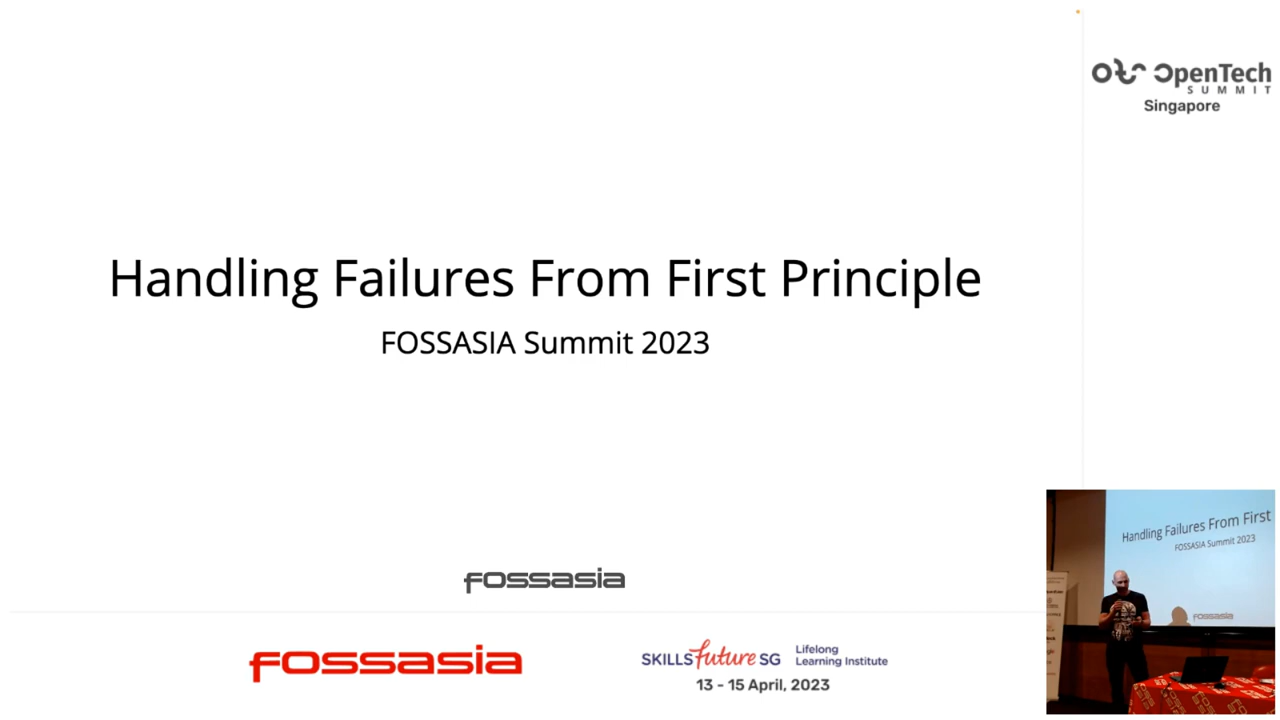 OpenTech
SUMMIT
Singapore
Handling Failures From First Principle
FOSSASIA Summit 2023
fossasia
fossasia
SKILLS future SG
Lifelong
Learning Institute
13 - 15 April, 2023
Handling Failures From First
FOSSASIA Summit 2023
fossasia